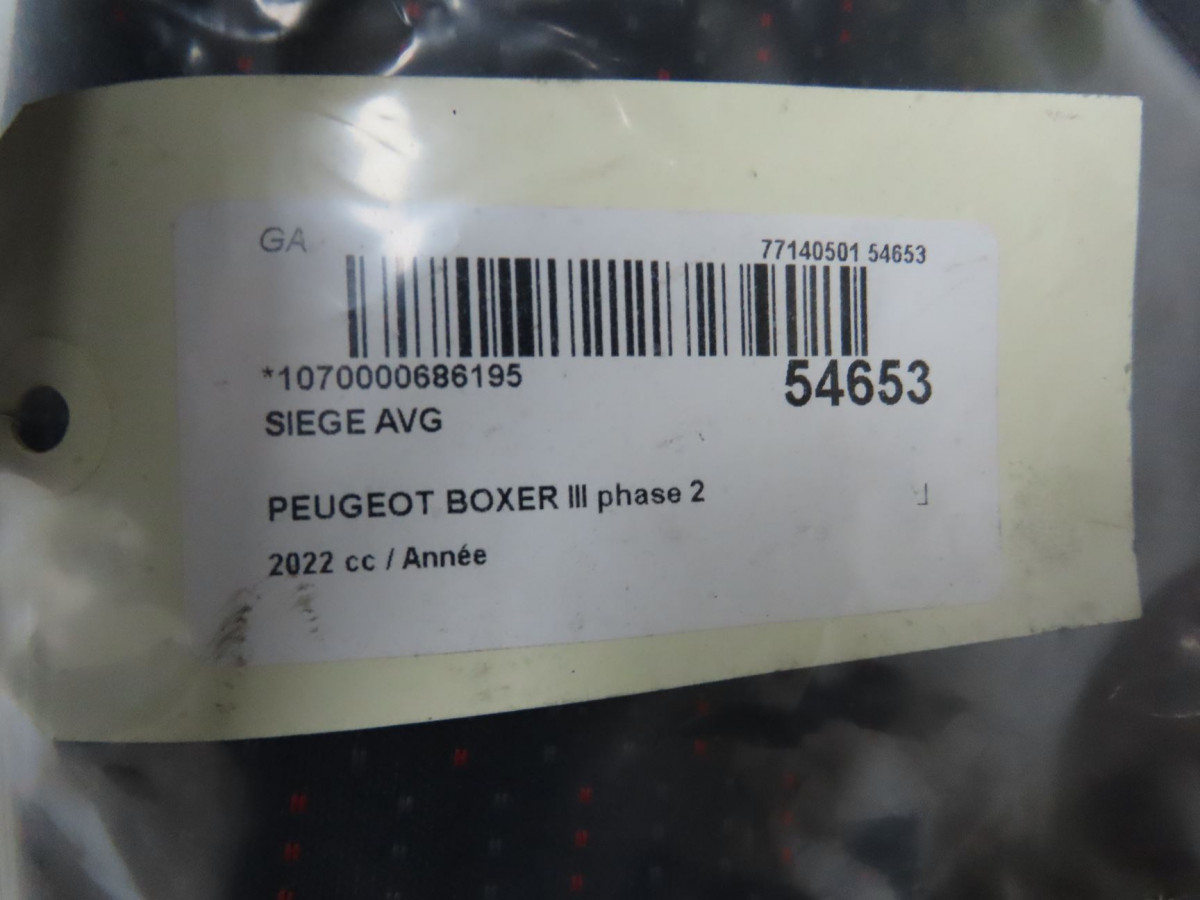 GA
77140501 54653
*1070000686195
54653
SIEGE AVG
PEUGEOT BOXER III phase 2
2022 cc / Année